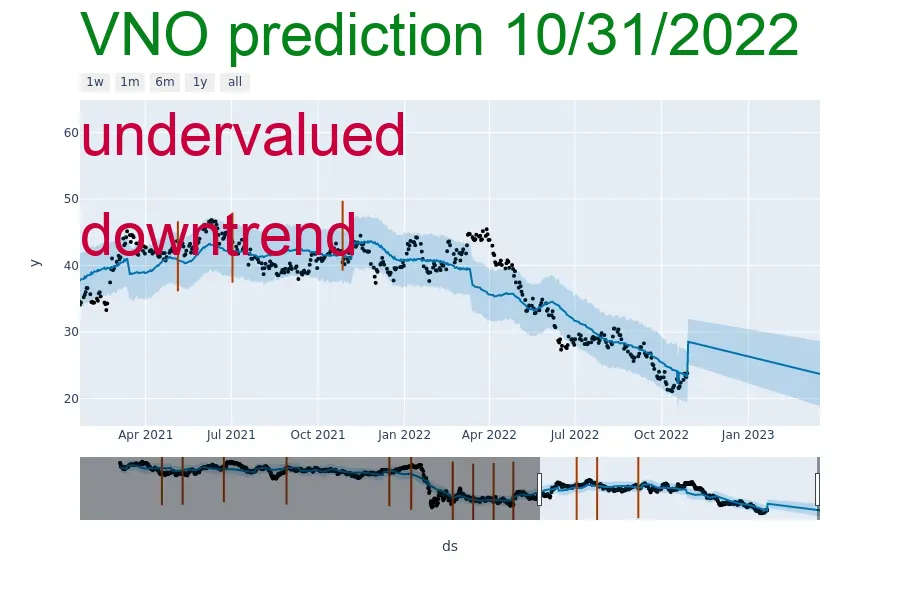 VNO prediction 10/31/2022
1w 1m 6m 1y all
undervalued
downtrend
60
50
40
30
20
y
Apr 2021 Jul 2021 Oct 2021 Jan 2022 Apr 2022 Jul 2022 Oct 2022 Jan 2023
ds